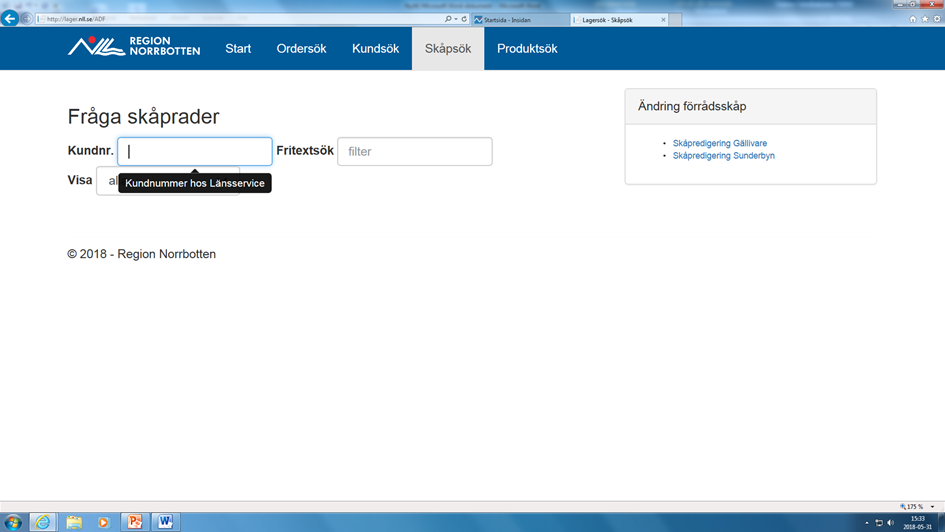 http://lager.nll.se/ADF
Startsida - Insidan
Lagersök - Skåpsök
REGION
NORRBOTTEN
Start
Ordersök
Kundsök
Skåpsök
Produktsök
Fråga skåprader
Kundnr.
Fritextsök
filter
Visa
al
Kundnummer hos Länsservice
Ändring förrådsskåp
Skåpredigering Gällivare
Skåpredigering Sunderbyn
© 2018 - Region Norrbotten
175 %
15:33
2018-05-31